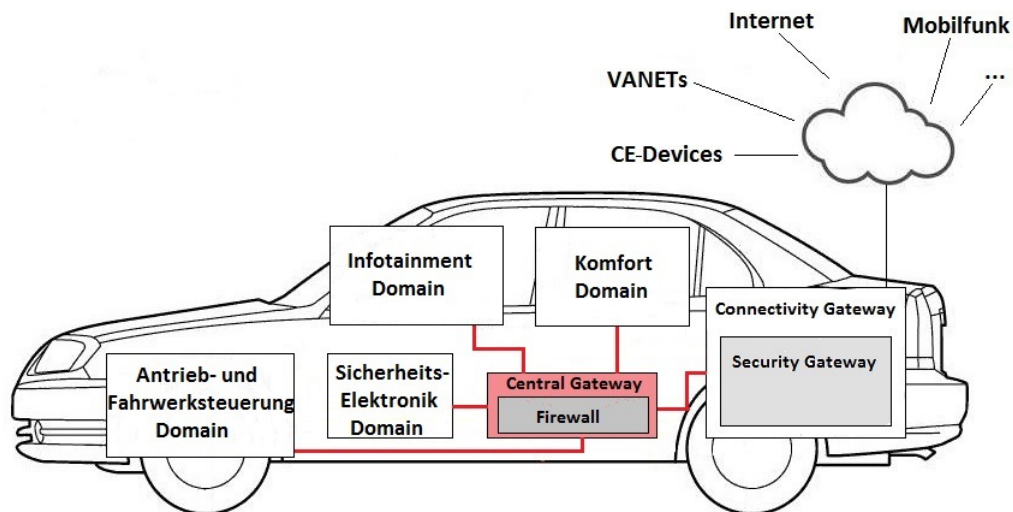 Internet
Mobilfunk
VANETs
...
CE-Devices
Infotainment
Domain
Komfort
Domain
Connectivity Gateway
Security Gateway
Antrieb- und
Fahrwerksteuerung
Domain
Sicherheits-
Elektronik
Domain
Central Gateway
Firewall